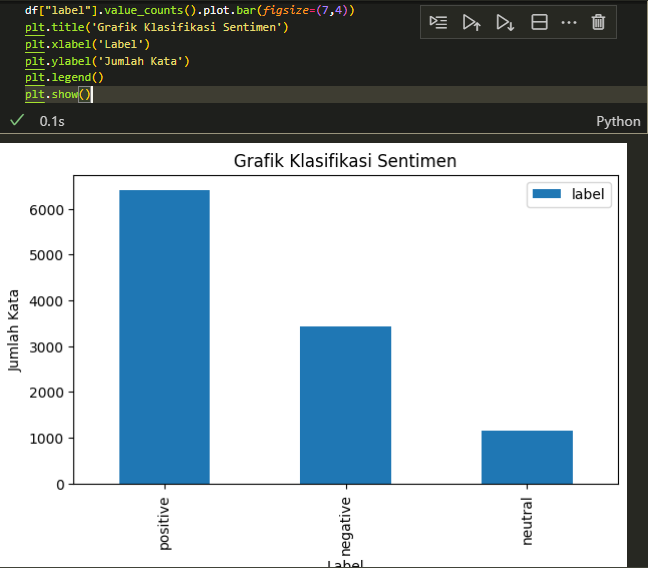 df["label"].value_counts().plot.bar(figsize=(7,4))
plt.title('Grafik Klasifikasi Sentimen')
plt.xlabel('Label')
plt.ylabel('Jumlah Kata')
plt.legend()
plt.show()
0.1s
Python
Grafik Klasifikasi Sentimen
label
6000
5000
4000
3000
2000
1000
0
Jumlah Kata
positive
negative
neutral
Label